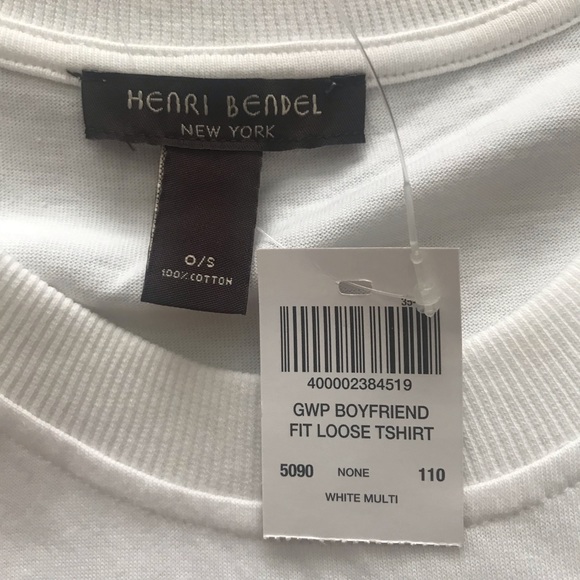 HENRI BENDEL
NEW YORK
O/S
100% COTTON
400002384519
GWP BOYFRIEND
FIT LOOSE TSHIRT
5090 NONE 110
WHITE MULTI